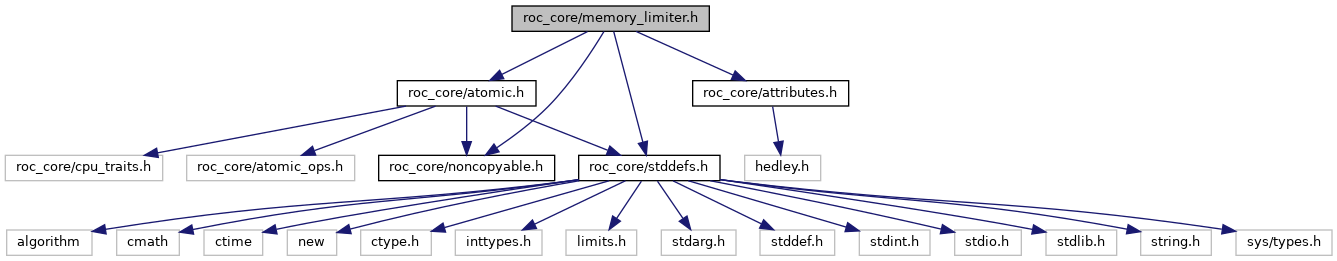 roc_core/memory_limiter.h
roc_core/atomic.h
roc_core/attributes.h
roc_core/cpu_traits.h
roc_core/atomic_ops.h
roc_core/noncopyable.h
roc_core/stddefs.h
hedley.h
algorithm
cmath
ctime
new
ctype.h
inttypes.h
limits.h
stdarg.h
stddef.h
stdint.h
stdio.h
stdlib.h
string.h
sys/types.h